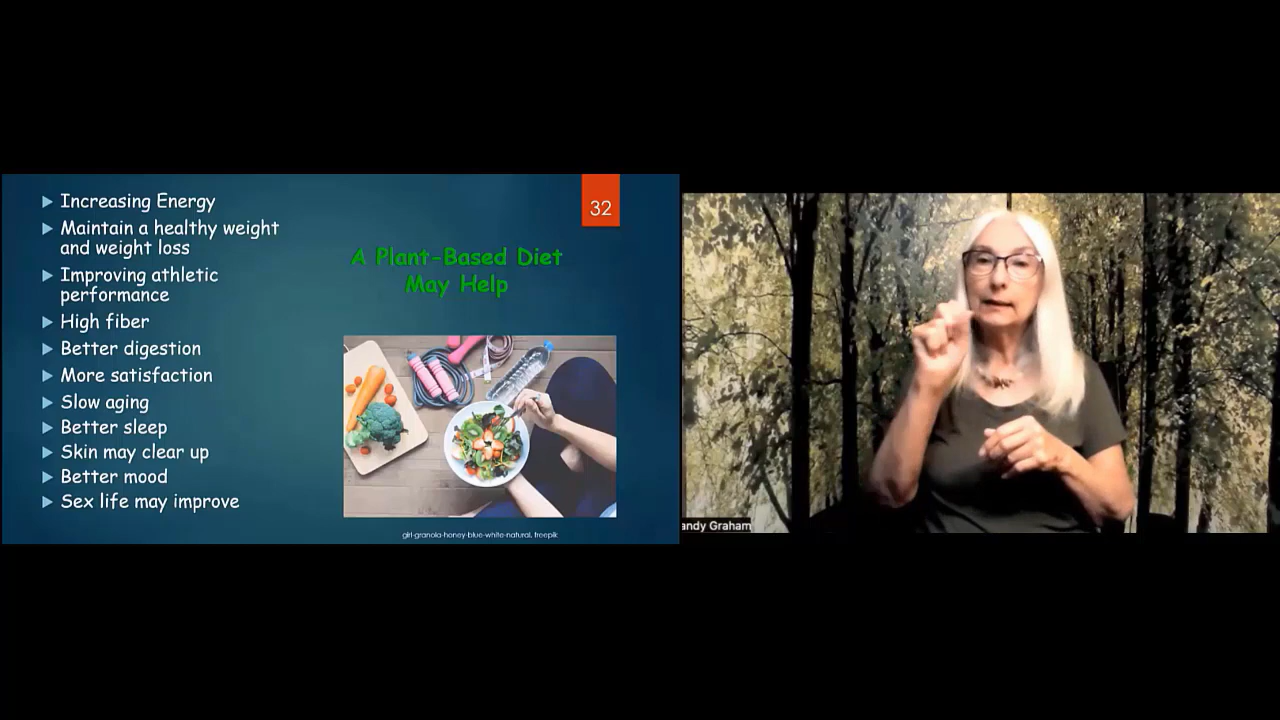 Increasing Energy
Maintain a healthy weight
and weight loss
Improving athletic
performance
High fiber
Better digestion
More satisfaction
Slow aging
Better sleep
Skin may clear up
Better mood
Sex life may improve
32
A Plant-Based Diet
May Help
girl-granola-honey-blue-white-natural, freepik
andy Graham